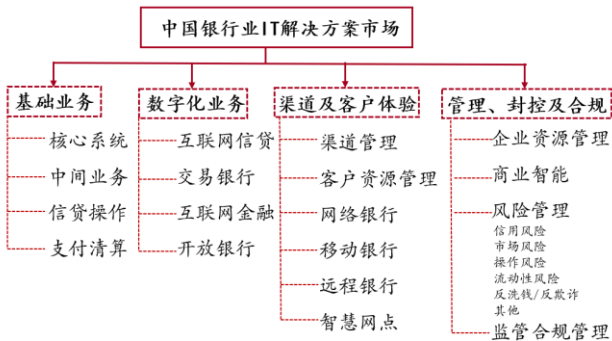 中国银行业IT解决方案市场
基础业务
核心系统
中间业务
信贷操作
支付清算
数字化业务
互联网信贷
交易银行
互联网金融
开放银行
渠道及客户体验
渠道管理
客户资源管理
网络银行
移动银行
远程银行
智慧网点
管理、封控及合规
企业资源管理
商业智能
风险管理
信用风险
市场风险
操作风险
流动性风险
反洗钱/反欺诈
其他
监管合规管理